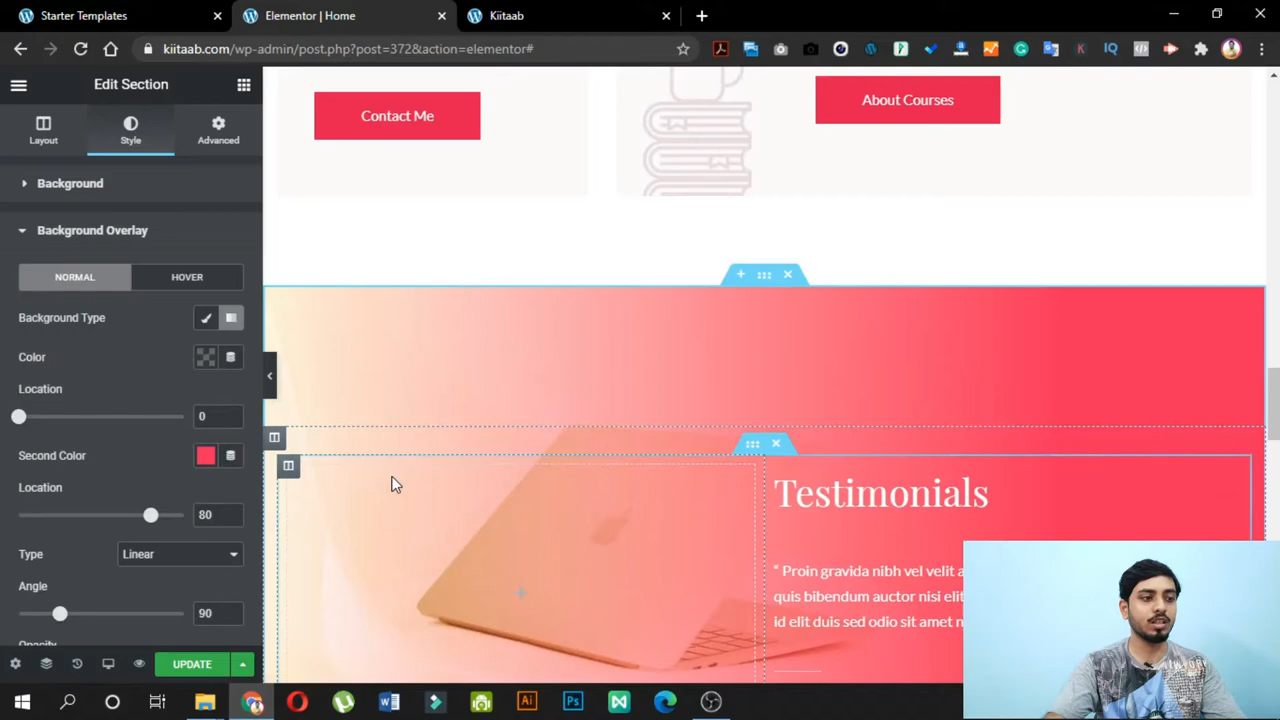 Starter Templates
Elementor | Home
Kiitaab
kiitaab.com/wp-admin/post.php?post=372&action=elementor#
Edit Section
Layout
Style
Advanced
Background
Background Overlay
NORMAL
HOVER
Background Type
Color
Location
0
Second Color
Location
80
Type
Linear
Angle
90
Opacity
UPDATE
Contact Me
About Courses
Testimonials
“ Proin gravida nibh vel velit a
quis bibendum auctor nisi elit
id elit duis sed odio sit amet n